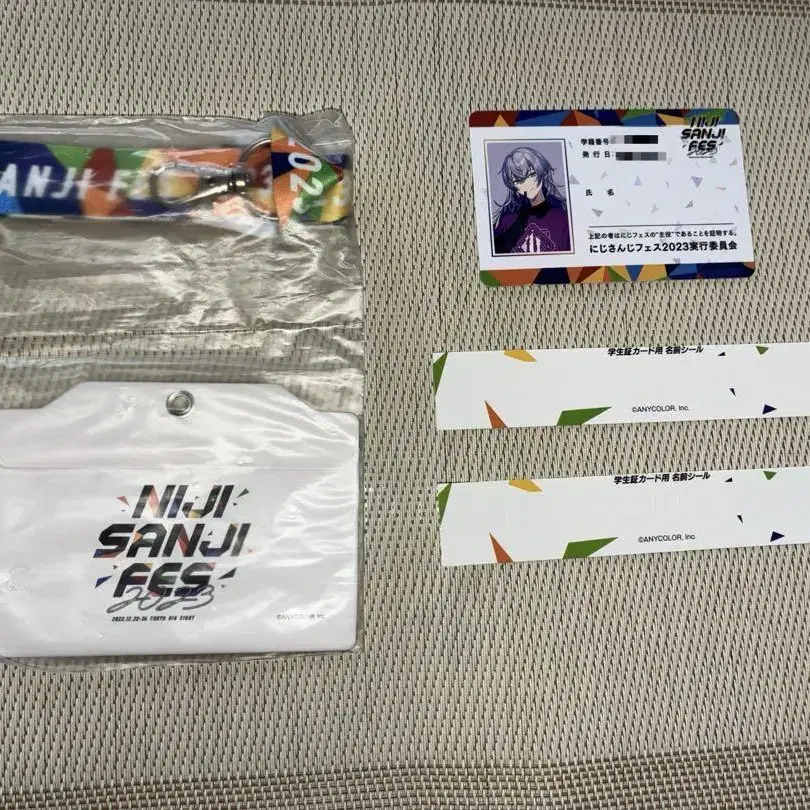 ANJI FE
2023
NIJI
SANJI
FES
2023
2023.12.23-24 TOKYO BIG SIGHT
©ANYCOLOR, Inc.
NIJI
SANJI
FES
2023
学籍番号
発行日
氏 名
上記の者はにじフェスの"主役"であることを証明する。
にじさんじフェス2023実行委員会
学生証カード用 名前シール
©ANYCOLOR, Inc.
学生証カード用 名前シール
©ANYCOLOR, Inc.